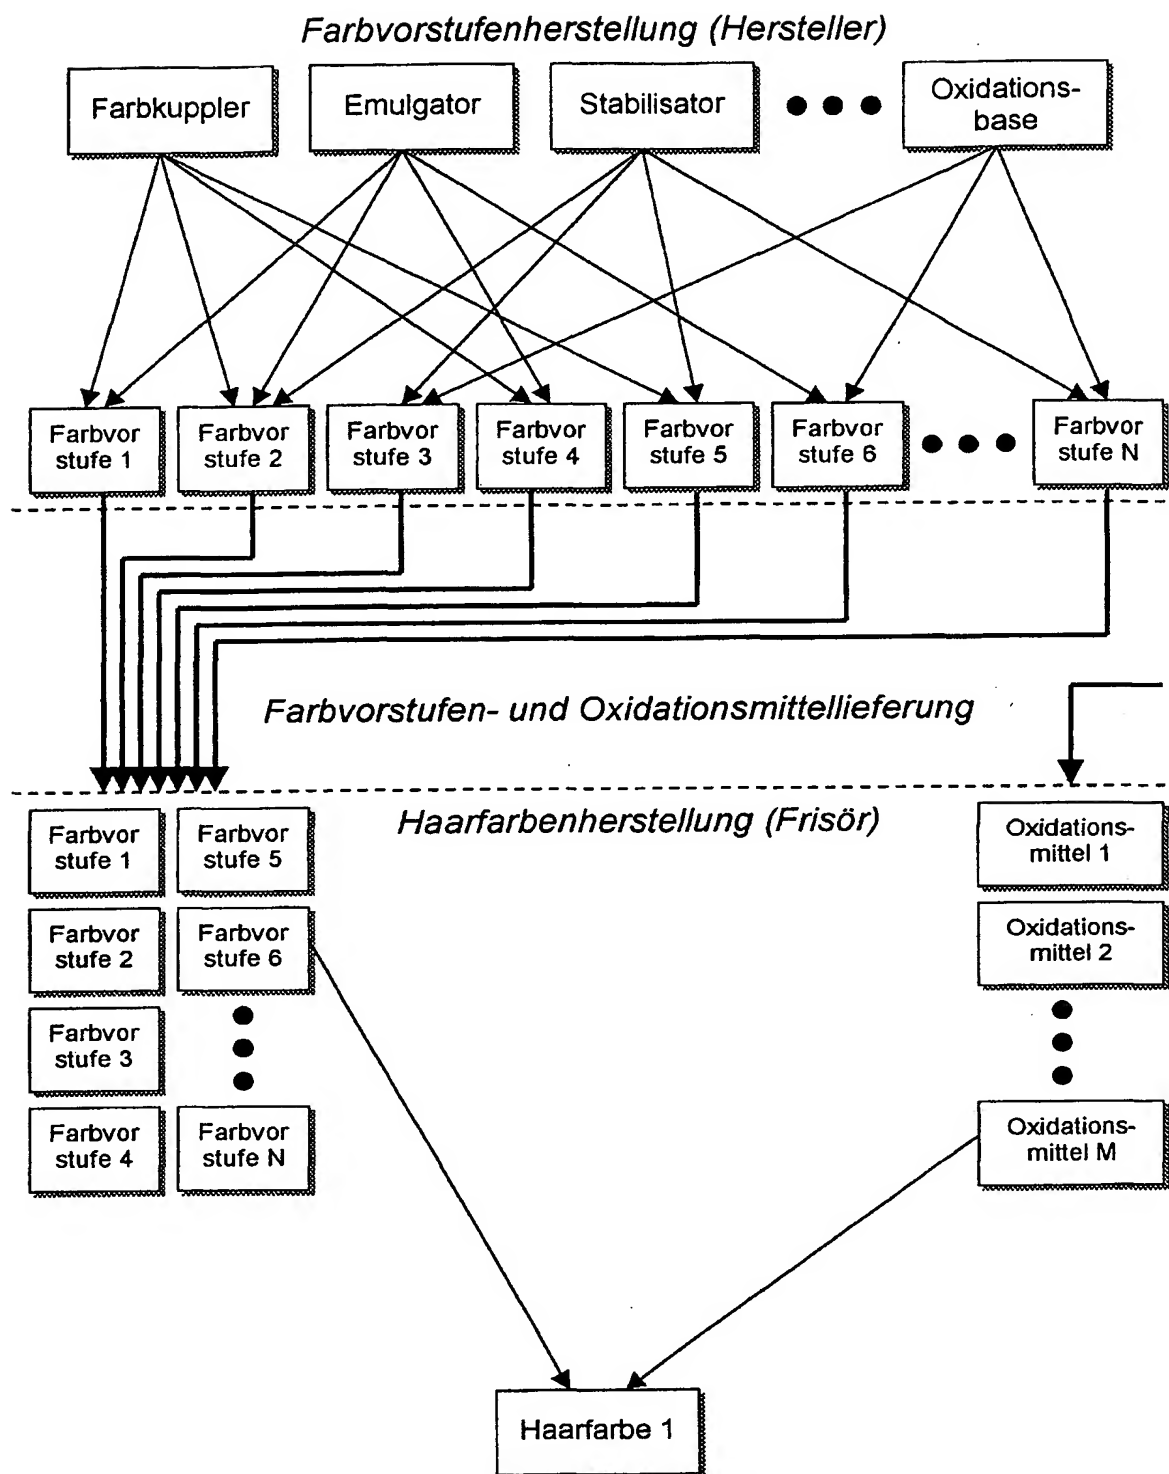 Farbvorstufenherstellung (Hersteller)
Farbkuppler
Emulgator
Stabilisator
Oxidations-
base
Farbvor
stufe 1
Farbvor
stufe 2
Farbvor
stufe 3
Farbvor
stufe 4
Farbvor
stufe 5
Farbvor
stufe 6
Farbvor
stufe N
Farbvorstufen- und Oxidationsmittellieferung
Haarfarbenherstellung (Frisör)
Farbvor
stufe 1
Farbvor
stufe 5
Oxidations-
mittel 1
Farbvor
stufe 2
Farbvor
stufe 6
Oxidations-
mittel 2
Farbvor
stufe 3
Farbvor
stufe 4
Farbvor
stufe N
Oxidations-
mittel M
Haarfarbe 1